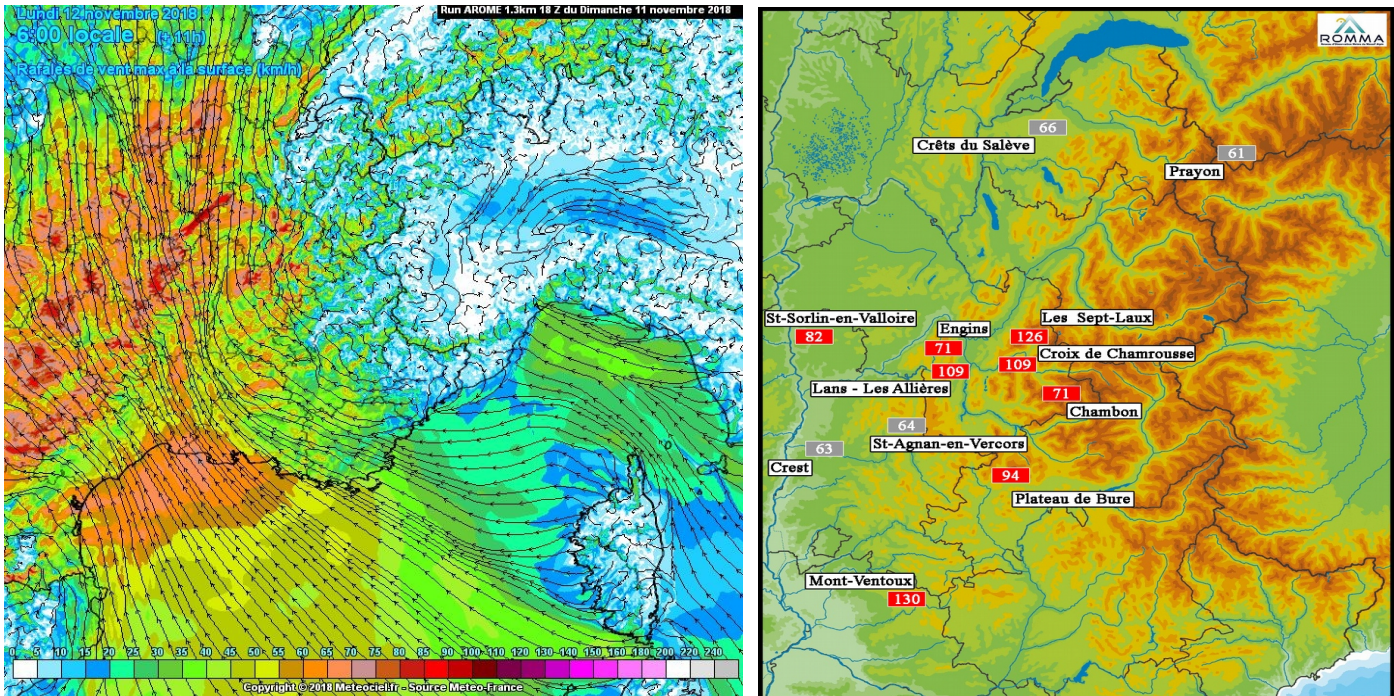 Lundi 12 novembre 2018
6:00 locale (+11h)
Rafales de vent max à la surface (km/h)
Run AROME 1.3km 18 Z du Dimanche 11 novembre 2018
0 5 10 15 20 25 30 35 40 45 50 55 60 65 70 75 80 85 90 100 110 120 130 140 150 160 180 200 220 240
Copyright © 2018 Meteociel.fr - Source Meteo-France
ROMMA
66
Crêts du Salève
61
Prayon
St-Sorlin-en-Valloire
82
Engins
71
Les Sept-Laux
126
Croix de Chamrousse
109
109
Lans - Les Allières
71
Chambon
64
St-Agnan-en-Vercors
63
Crest
94
Plateau de Bure
Mont-Ventoux
130